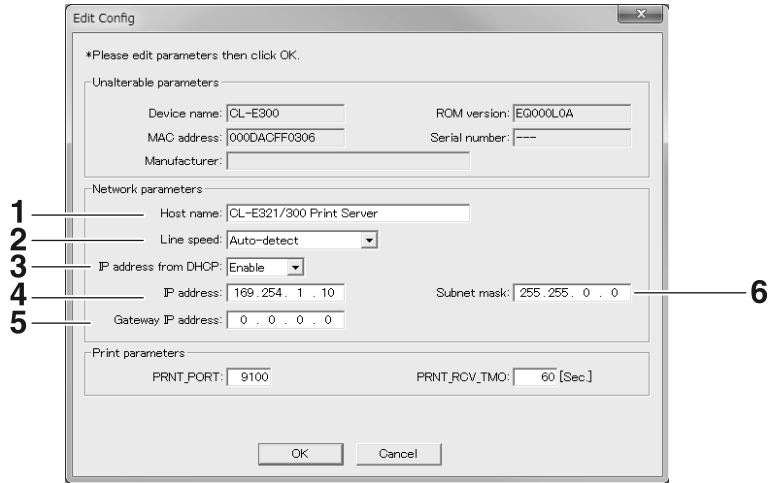 Edit Config
*Please edit parameters then click OK.
Unalterable parameters
Device name: CL-E300 ROM version: EQ000L0A
MAC address: 000DACFF0306 Serial number: ---
Manufacturer:
Network parameters
1 Host name: CL-E321/300 Print Server
2 Line speed: Auto-detect
3 IP address from DHCP: Enable
4 IP address: 169.254. 1 .10 Subnet mask: 255.255. 0 . 0 6
5 Gateway IP address: 0 . 0 . 0 . 0
Print parameters
PRNT_PORT: 9100 PRNT_RCV_TMO: 60 [Sec.]
OK Cancel